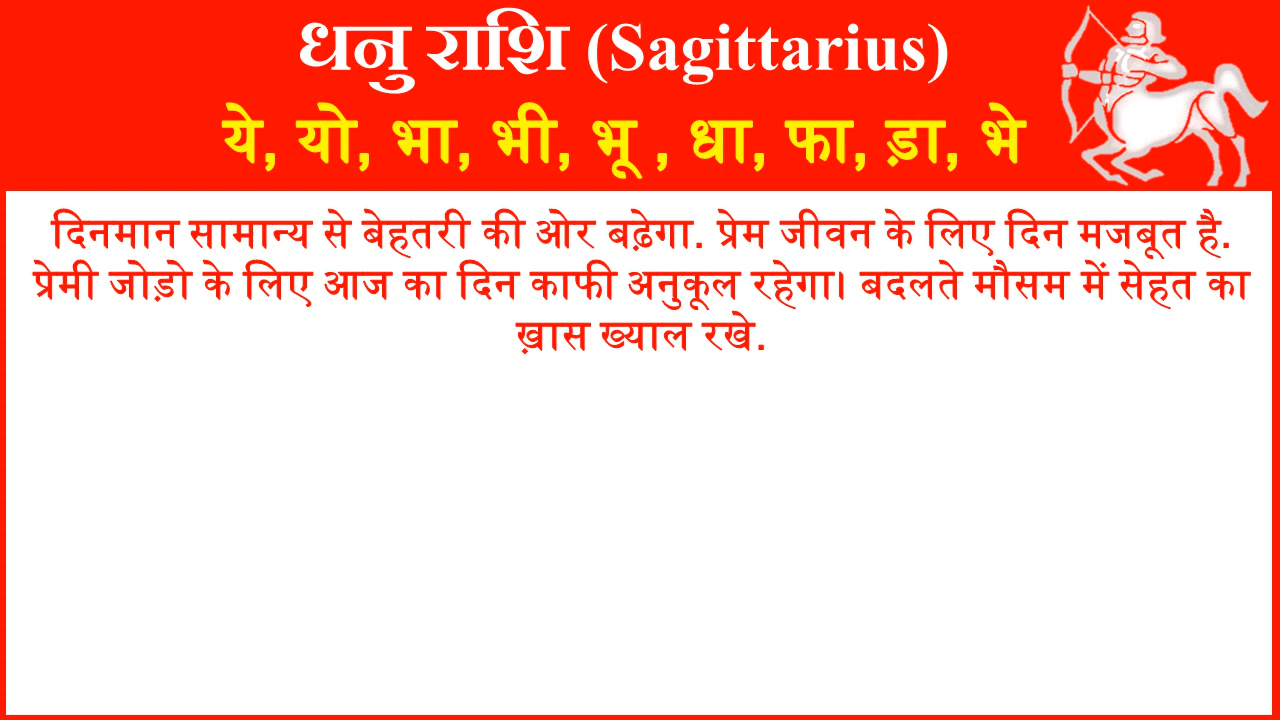 धनु राशि (Sagittarius)
ये, यो, भा, भी, भू , धा, फा, ड़ा, भे
दिनमान सामान्य से बेहतरी की ओर बढ़ेगा. प्रेम जीवन के लिए दिन मजबूत है.
प्रेमी जोड़ो के लिए आज का दिन काफी अनुकूल रहेगा। बदलते मौसम में सेहत का
ख़ास ख्याल रखे.